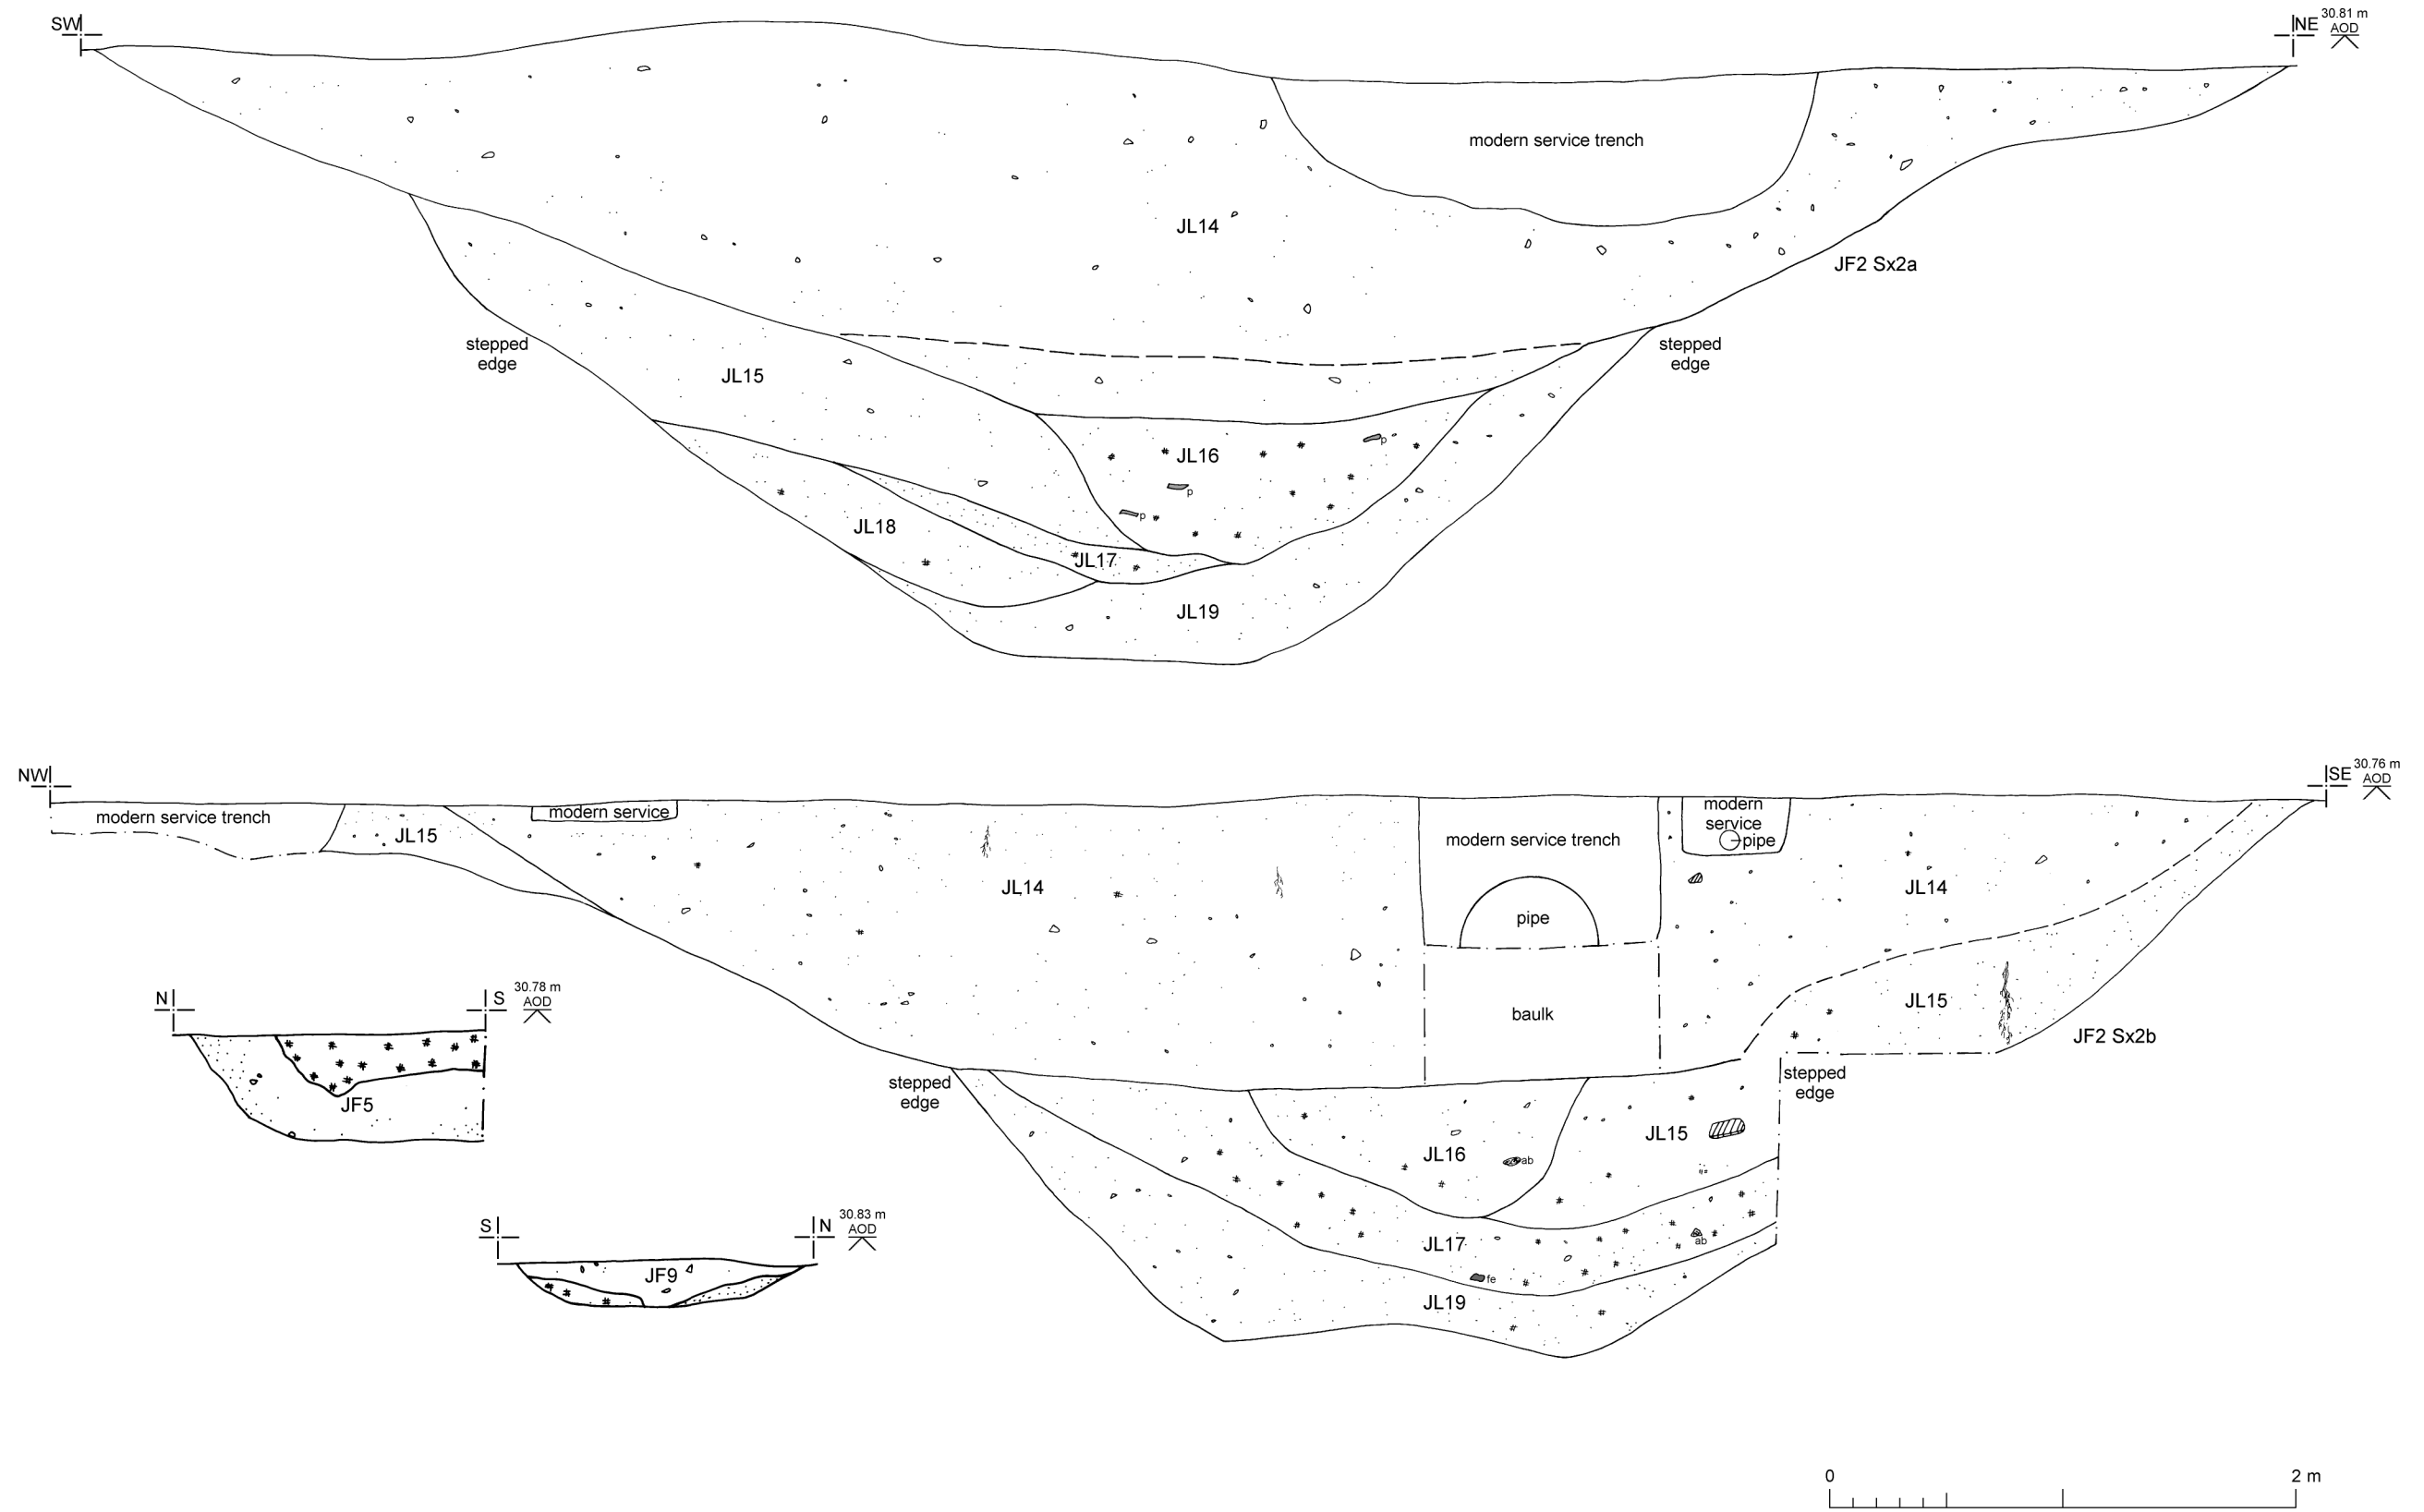 SW
NE 30.81 m
AOD
modern service trench
JL14
JF2 Sx2a
stepped
edge
stepped
edge
JL15
p
JL16
p
p
JL18
JL17
JL19
NW
SE 30.76 m
AOD
modern service trench
JL15
modern service
modern
service
pipe
modern service trench
JL14
JL14
pipe
N
S 30.78 m
AOD
JL15
baulk
JF2 Sx2b
stepped
edge
stepped
edge
JF5
JL15
JL16
ab
S
N 30.83 m
AOD
JL17
ab
JF9
fe
JL19
0
2 m